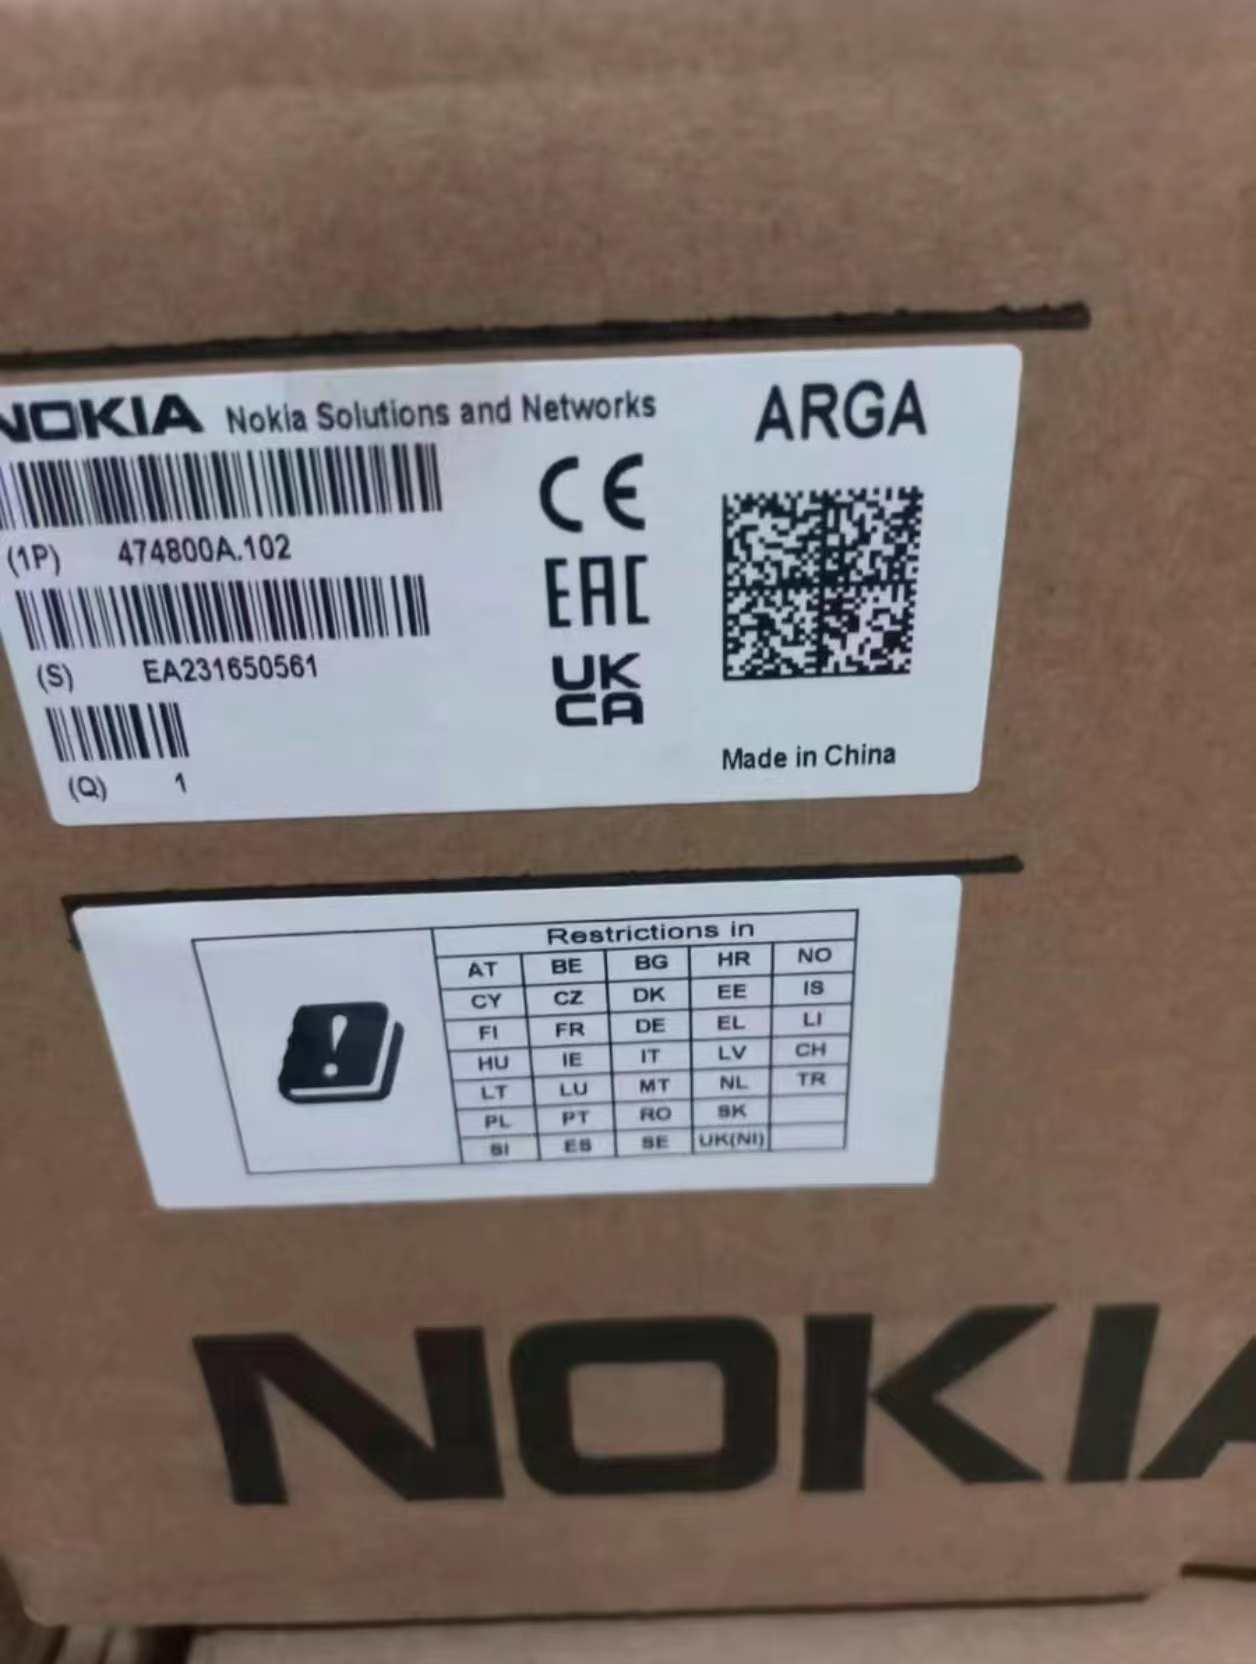 NOKIA Nokia Solutions and Networks
ARGA
(1P) 474800A.102
(S) EA231650561
(Q) 1
CE
EAC
UK
CA
Made in China
Restrictions in
AT BE BG HR NO
CY CZ DK EE IS
FI FR DE EL LI
HU IE IT LV CH
LT LU MT NL TR
PL PT RO SK
SI ES SE UK(NI)
NOKIA